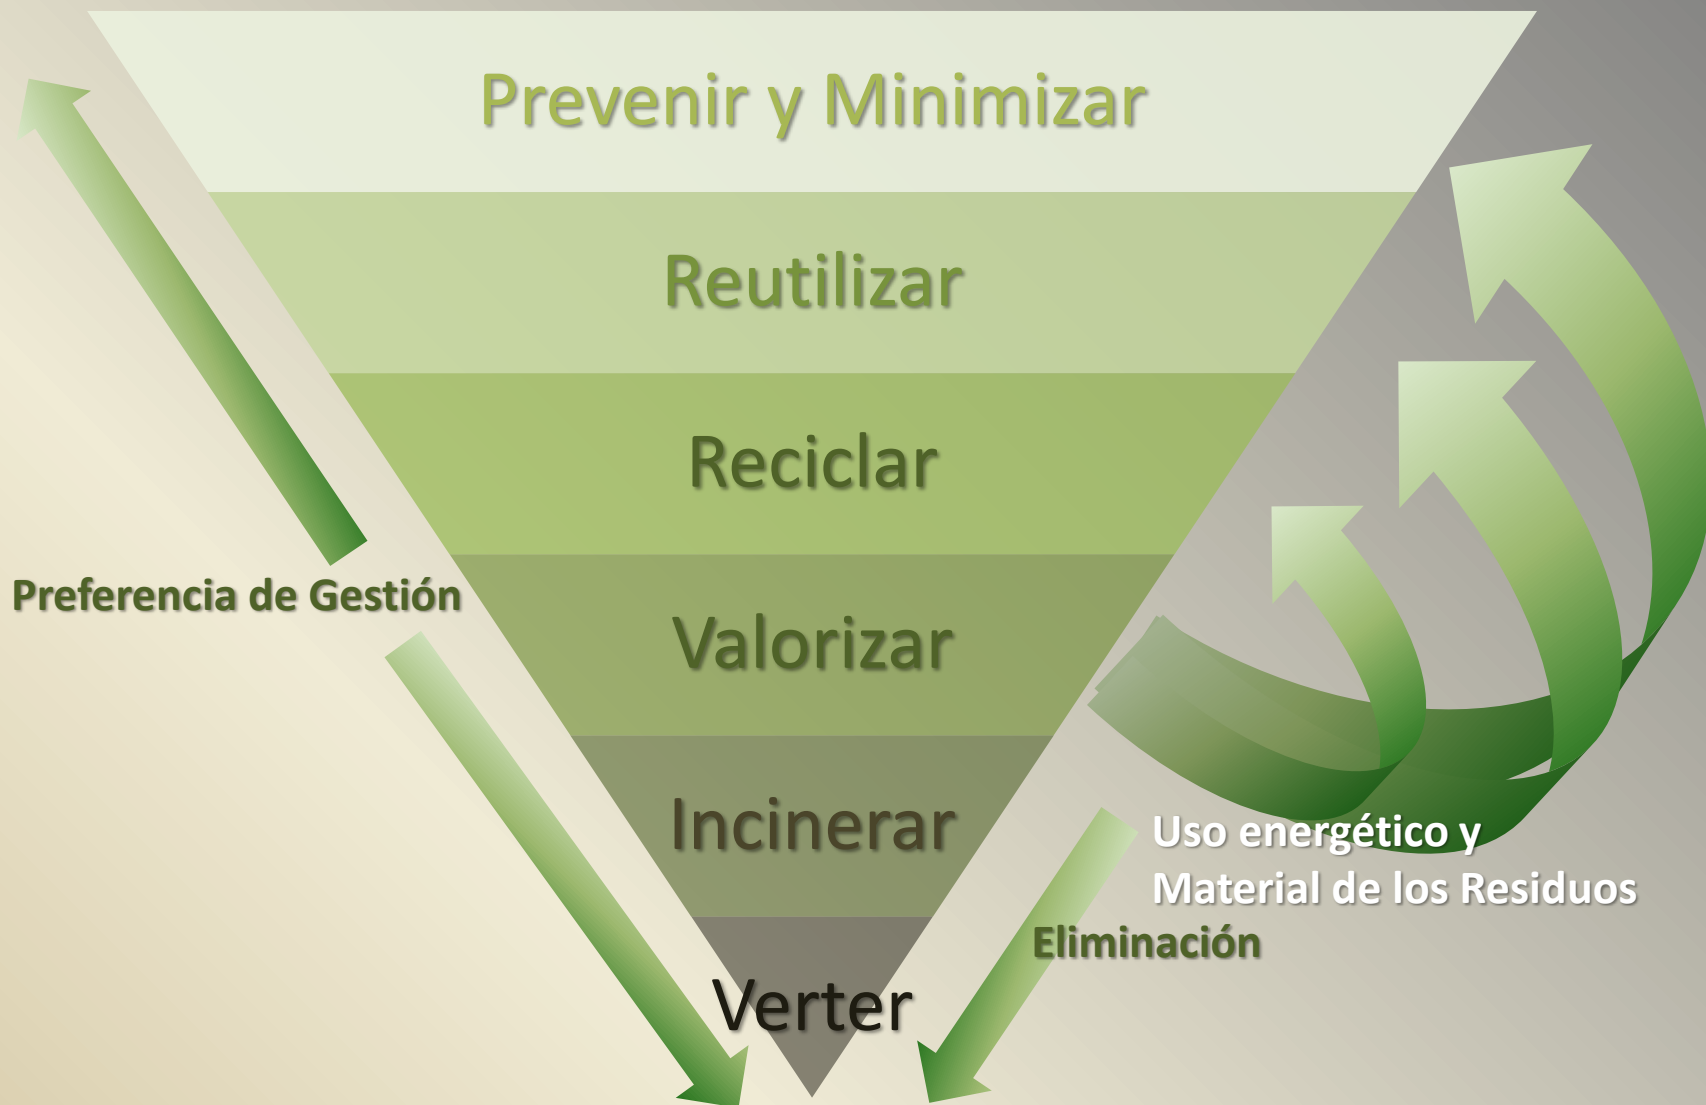 Prevenir y Minimizar
Reutilizar
Reciclar
Preferencia de Gestión
Valorizar
Incinerar
Uso energético y
Material de los Residuos
Eliminación
Verter